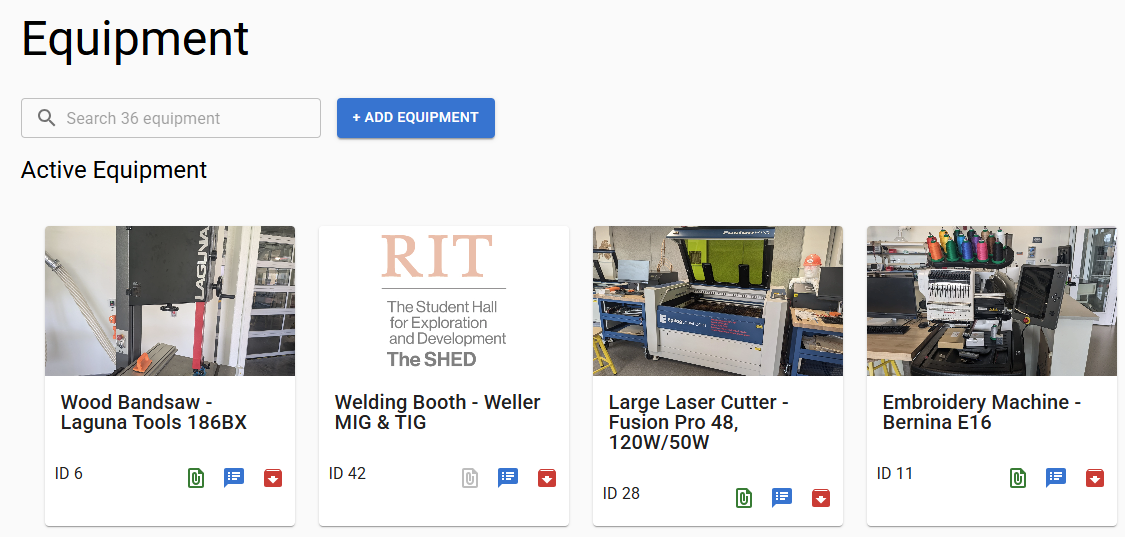 Equipment
Search 36 equipment
+ ADD EQUIPMENT
Active Equipment
LAGUNA
RIT
The Student Hall
for Exploration
and Development
The SHED
Wood Bandsaw -
Laguna Tools 186BX
Welding Booth - Weller
MIG & TIG
Large Laser Cutter -
Fusion Pro 48,
120W/50W
Embroidery Machine -
Bernina E16
ID 6
ID 42
ID 28
ID 11